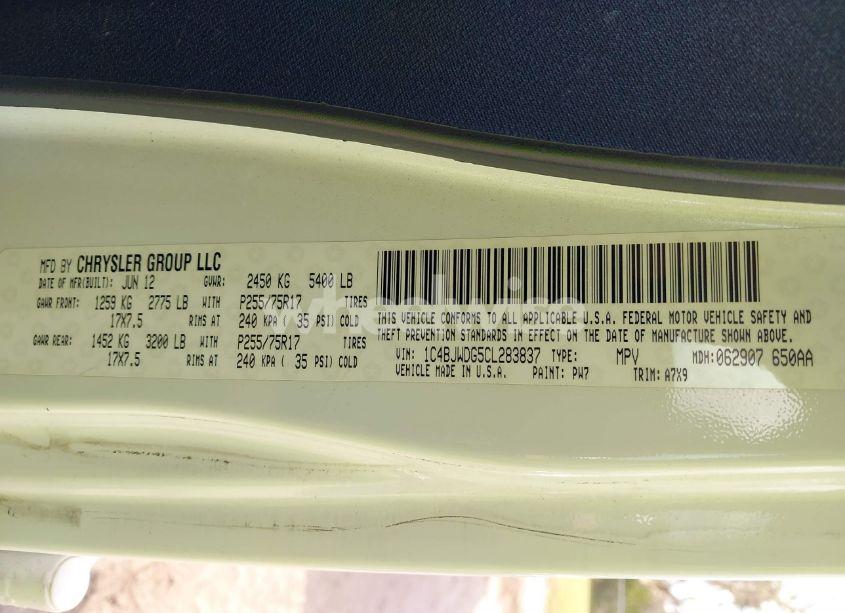 MFD BY CHRYSLER GROUP LLC
DATE OF MFR(BUILT): JUN 12 GVWR: 2450 KG 5400 LB
GAWR FRONT: 1259 KG 2775 LB WITH P255/75R17 TIRES
17X7.5 RIMS AT 240 KPA ( 35 PSI) COLD
GAWR REAR: 1452 KG 3200 LB WITH P255/75R17 TIRES
17X7.5 RIMS AT 240 KPA ( 35 PSI) COLD
THIS VEHICLE CONFORMS TO ALL APPLICABLE U.S.A. FEDERAL MOTOR VEHICLE SAFETY AND
THEFT PREVENTION STANDARDS IN EFFECT ON THE DATE OF MANUFACTURE SHOWN ABOVE.
VIN: 1C4BJWDG5CL283837 TYPE: MPV MDH: 062907 650AA
VEHICLE MADE IN U.S.A. PAINT: PW7 TRIM: A7X9
wheelwise